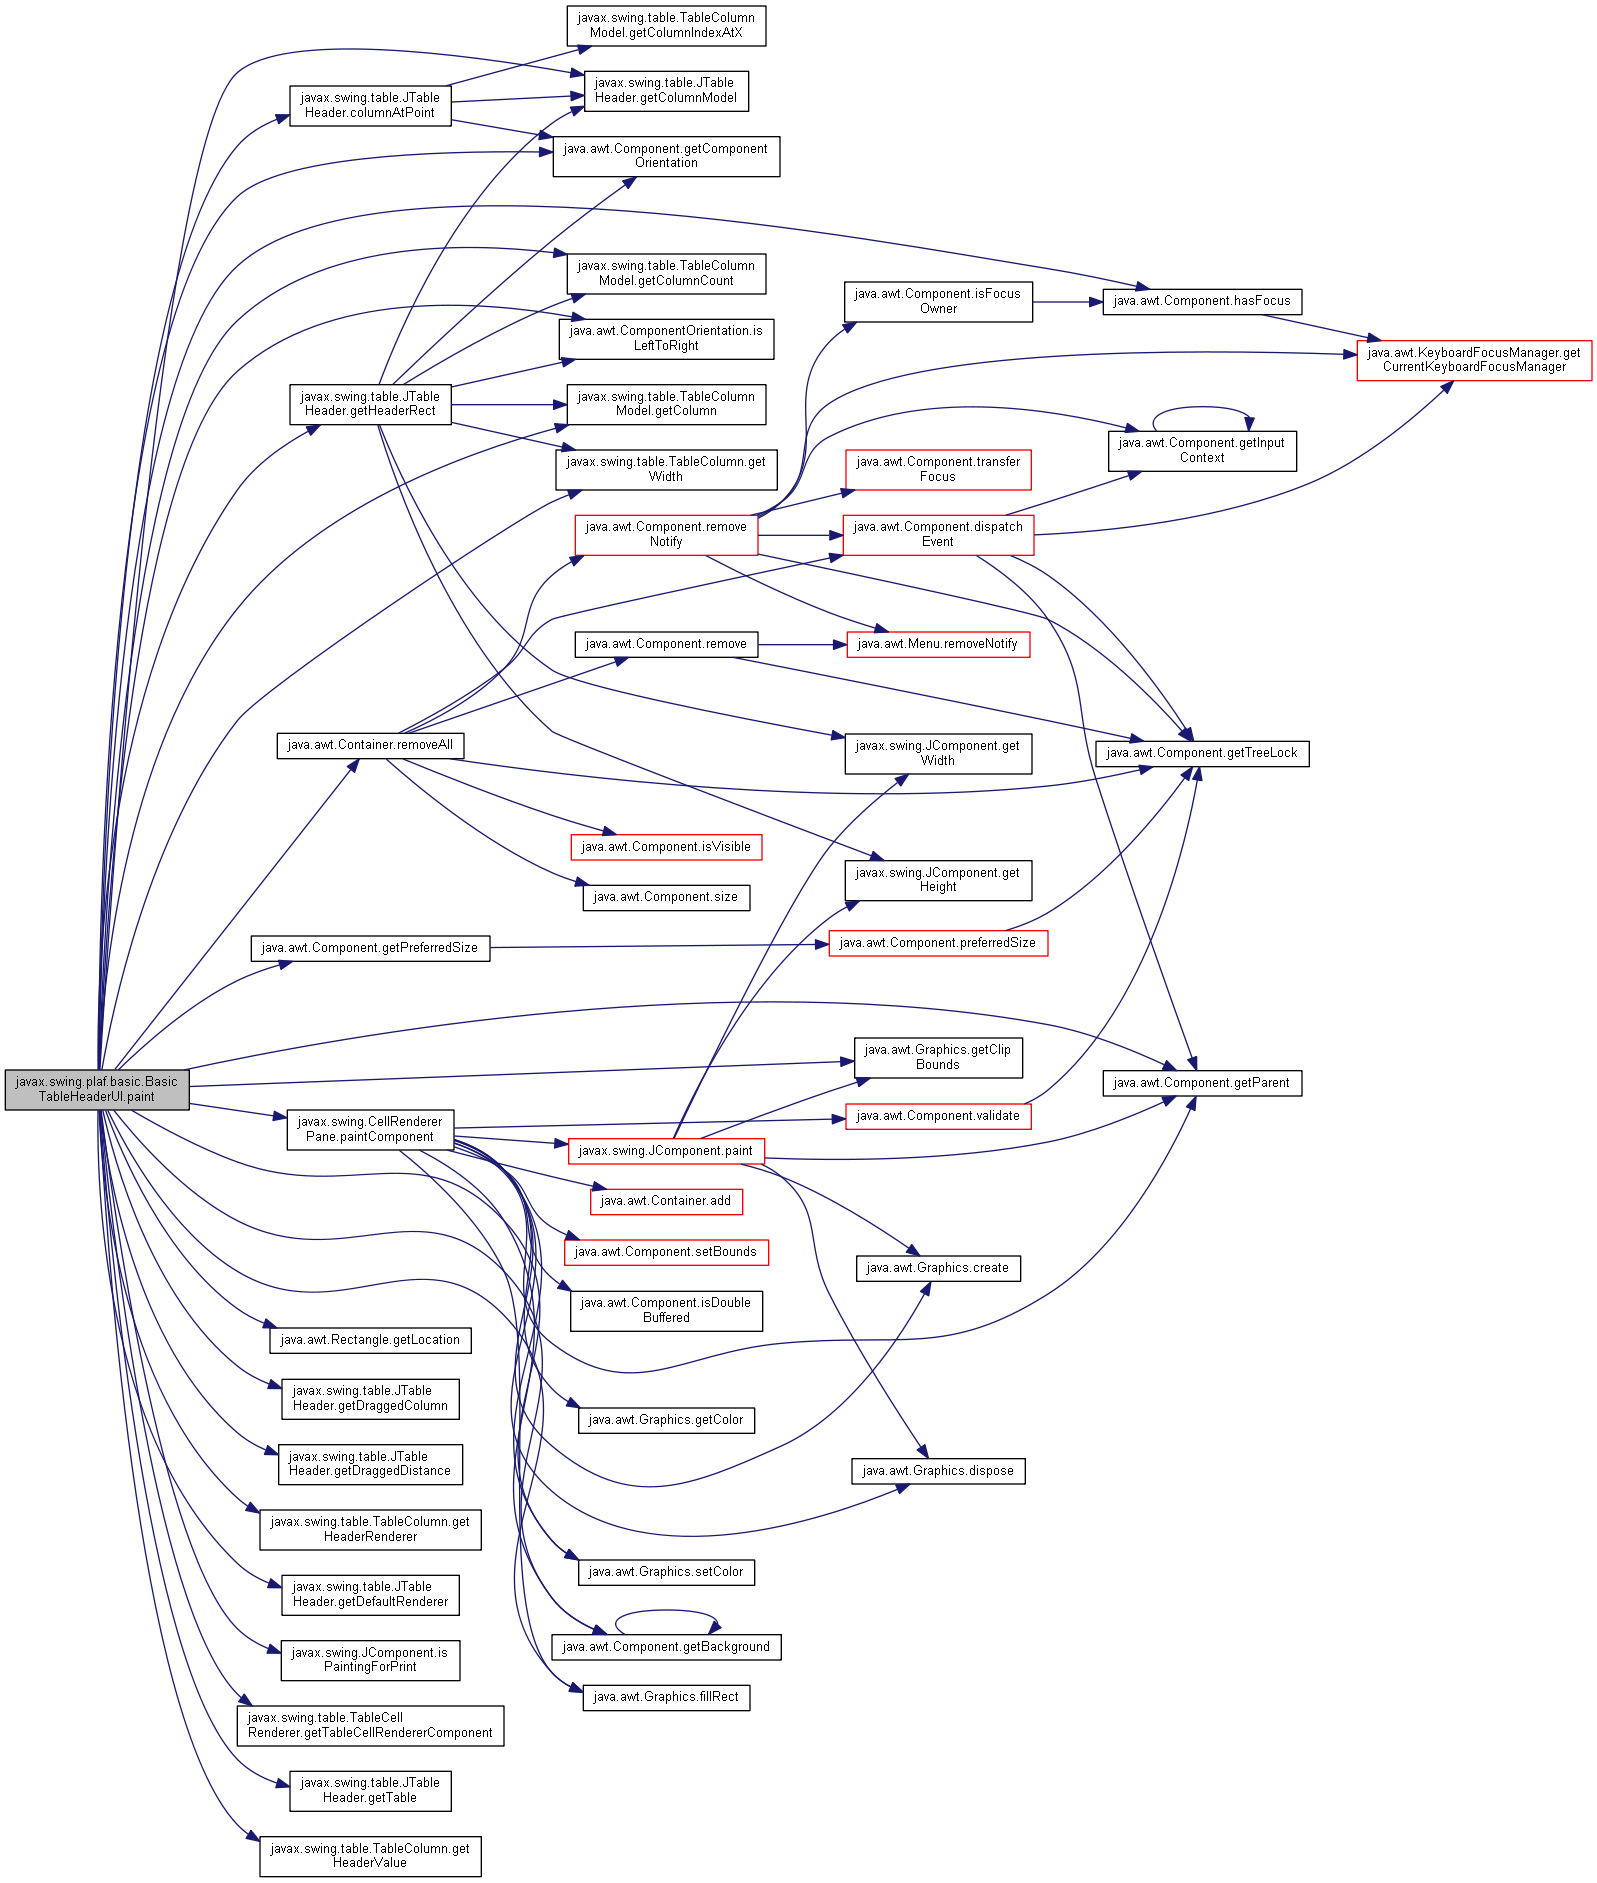 javax.swing.table.TableColumn
Model.getColumnIndexAtX
javax.swing.table.JTable
Header.getColumnModel
javax.swing.table.JTable
Header.columnAtPoint
java.awt.Component.getComponent
Orientation
javax.swing.table.TableColumn
Model.getColumnCount
java.awt.Component.isFocus
Owner
java.awt.Component.hasFocus
java.awt.ComponentOrientation.is
LeftToRight
java.awt.KeyboardFocusManager.get
CurrentKeyboardFocusManager
javax.swing.table.JTable
Header.getHeaderRect
javax.swing.table.TableColumn
Model.getColumn
java.awt.Component.getInput
Context
javax.swing.table.TableColumn.get
Width
java.awt.Component.transfer
Focus
java.awt.Component.remove
Notify
java.awt.Component.dispatch
Event
java.awt.Component.remove
java.awt.Menu.removeNotify
java.awt.Container.removeAll
javax.swing.JComponent.get
Width
java.awt.Component.getTreeLock
java.awt.Component.isVisible
javax.swing.JComponent.get
Height
java.awt.Component.size
java.awt.Component.getPreferredSize
java.awt.Component.preferredSize
java.awt.Graphics.getClip
Bounds
javax.swing.plaf.basic.Basic
TableHeaderUI.paint
java.awt.Component.getParent
javax.swing.CellRenderer
Pane.paintComponent
java.awt.Component.validate
javax.swing.JComponent.paint
java.awt.Container.add
java.awt.Component.setBounds
java.awt.Graphics.create
java.awt.Component.isDouble
Buffered
java.awt.Rectangle.getLocation
javax.swing.table.JTable
Header.getDraggedColumn
java.awt.Graphics.getColor
javax.swing.table.JTable
Header.getDraggedDistance
java.awt.Graphics.dispose
javax.swing.table.TableColumn.get
HeaderRenderer
java.awt.Graphics.setColor
javax.swing.table.JTable
Header.getDefaultRenderer
java.awt.Component.getBackground
javax.swing.JComponent.is
PaintingForPrint
java.awt.Graphics.fillRect
javax.swing.table.TableCell
Renderer.getTableCellRendererComponent
javax.swing.table.JTable
Header.getTable
javax.swing.table.TableColumn.get
HeaderValue